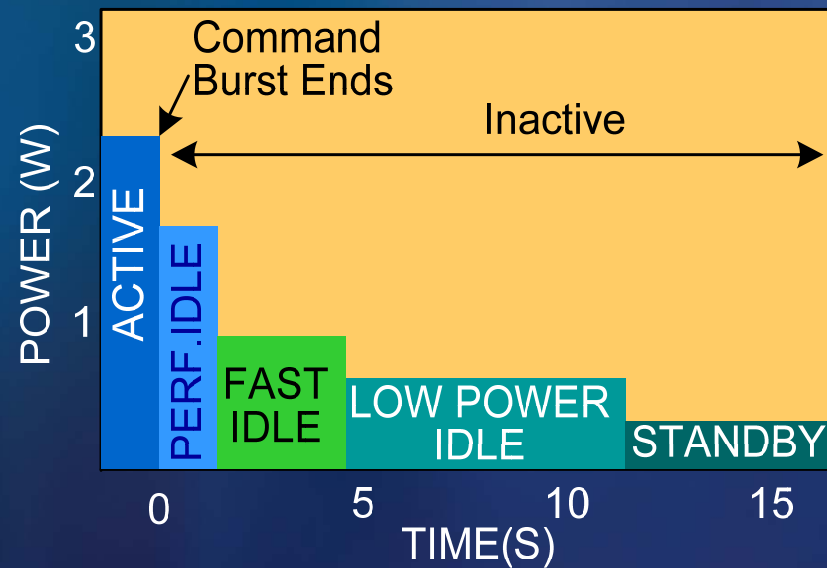 3
Command
Burst Ends
Inactive
2
1
POWER (W)
ACTIVE
PERF.IDLE
FAST
IDLE
LOW POWER
IDLE
STANDBY
0
5
10
15
TIME(S)